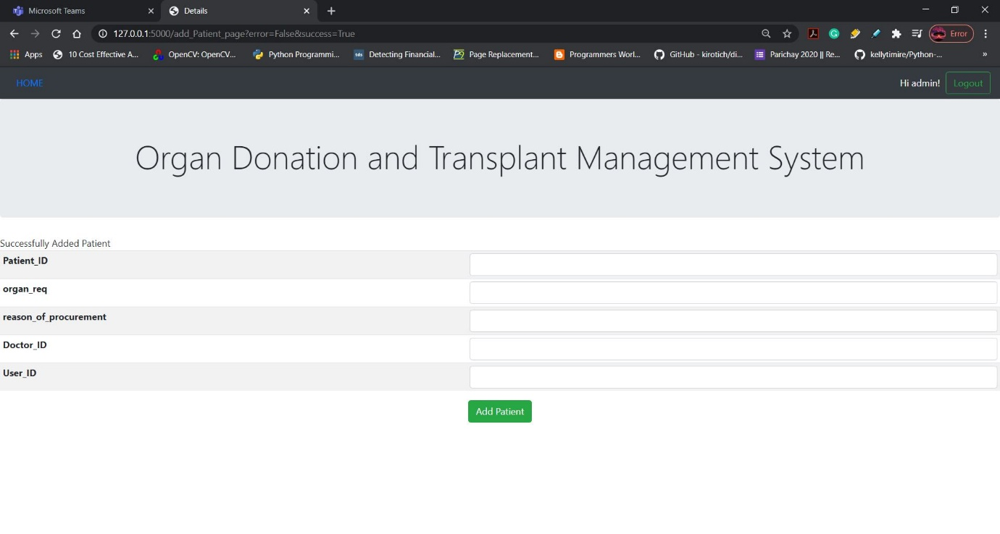 Microsoft Teams
Details
127.0.0.1:5000/add_Patient_page?error=False&success=True
Error
Apps
10 Cost Effective A...
OpenCV: OpenCV...
Python Programmi...
Detecting Financial...
Page Replacement...
Programmers Worl...
GitHub - kirotich/di...
Parichay 2020 || Re...
kellytimire/Python-...
»
HOME
Hi admin!
Logout
Organ Donation and Transplant Management System
Successfully Added Patient
Patient_ID
organ_req
reason_of_procurement
Doctor_ID
User_ID
Add Patient